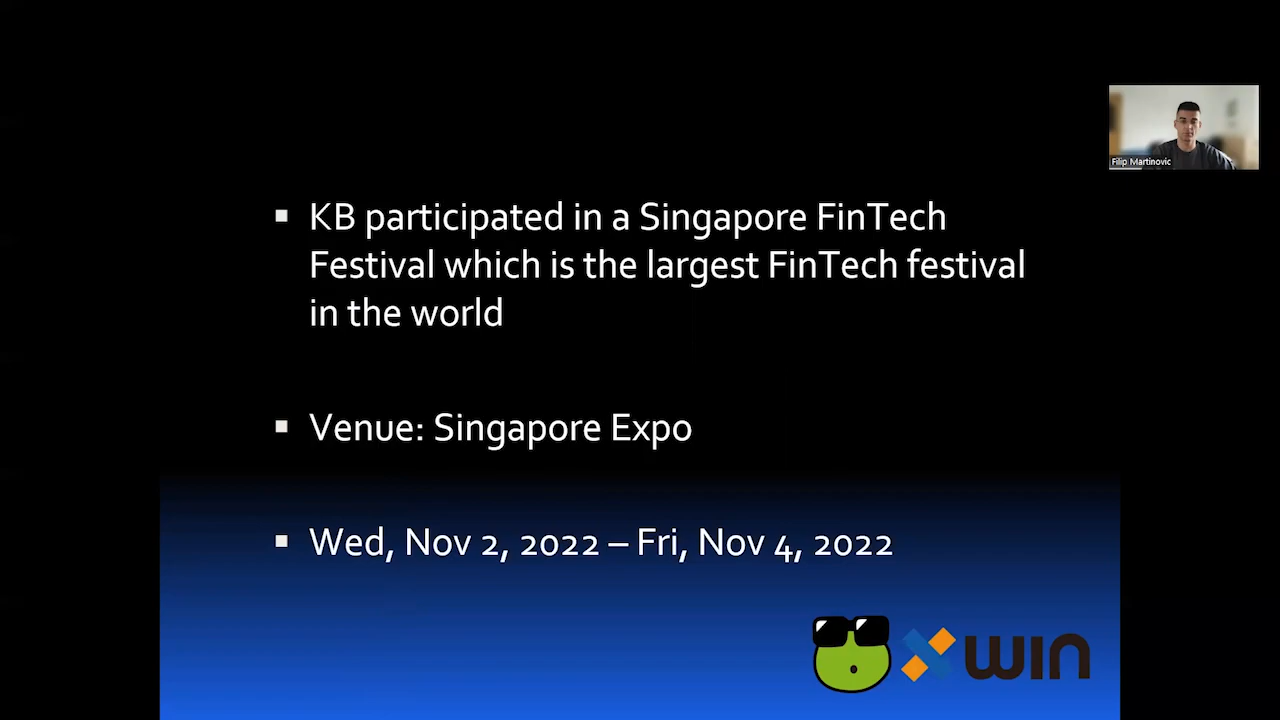 Filip Martinovic
▪ KB participated in a Singapore FinTech
Festival which is the largest FinTech festival
in the world
▪ Venue: Singapore Expo
▪ Wed, Nov 2, 2022 – Fri, Nov 4, 2022
XWIN